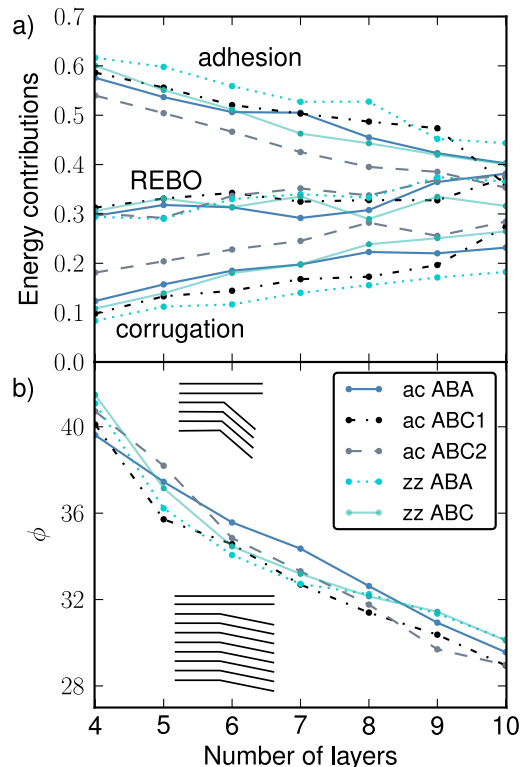 a)
0.7
0.6
0.5
0.4
0.3
0.2
0.1
0.0
Energy contributions
adhesion
REBO
corrugation
b)
40
36
32
28
ϕ
ac ABA
ac ABC1
ac ABC2
zz ABA
zz ABC
4 5 6 7 8 9 10
Number of layers